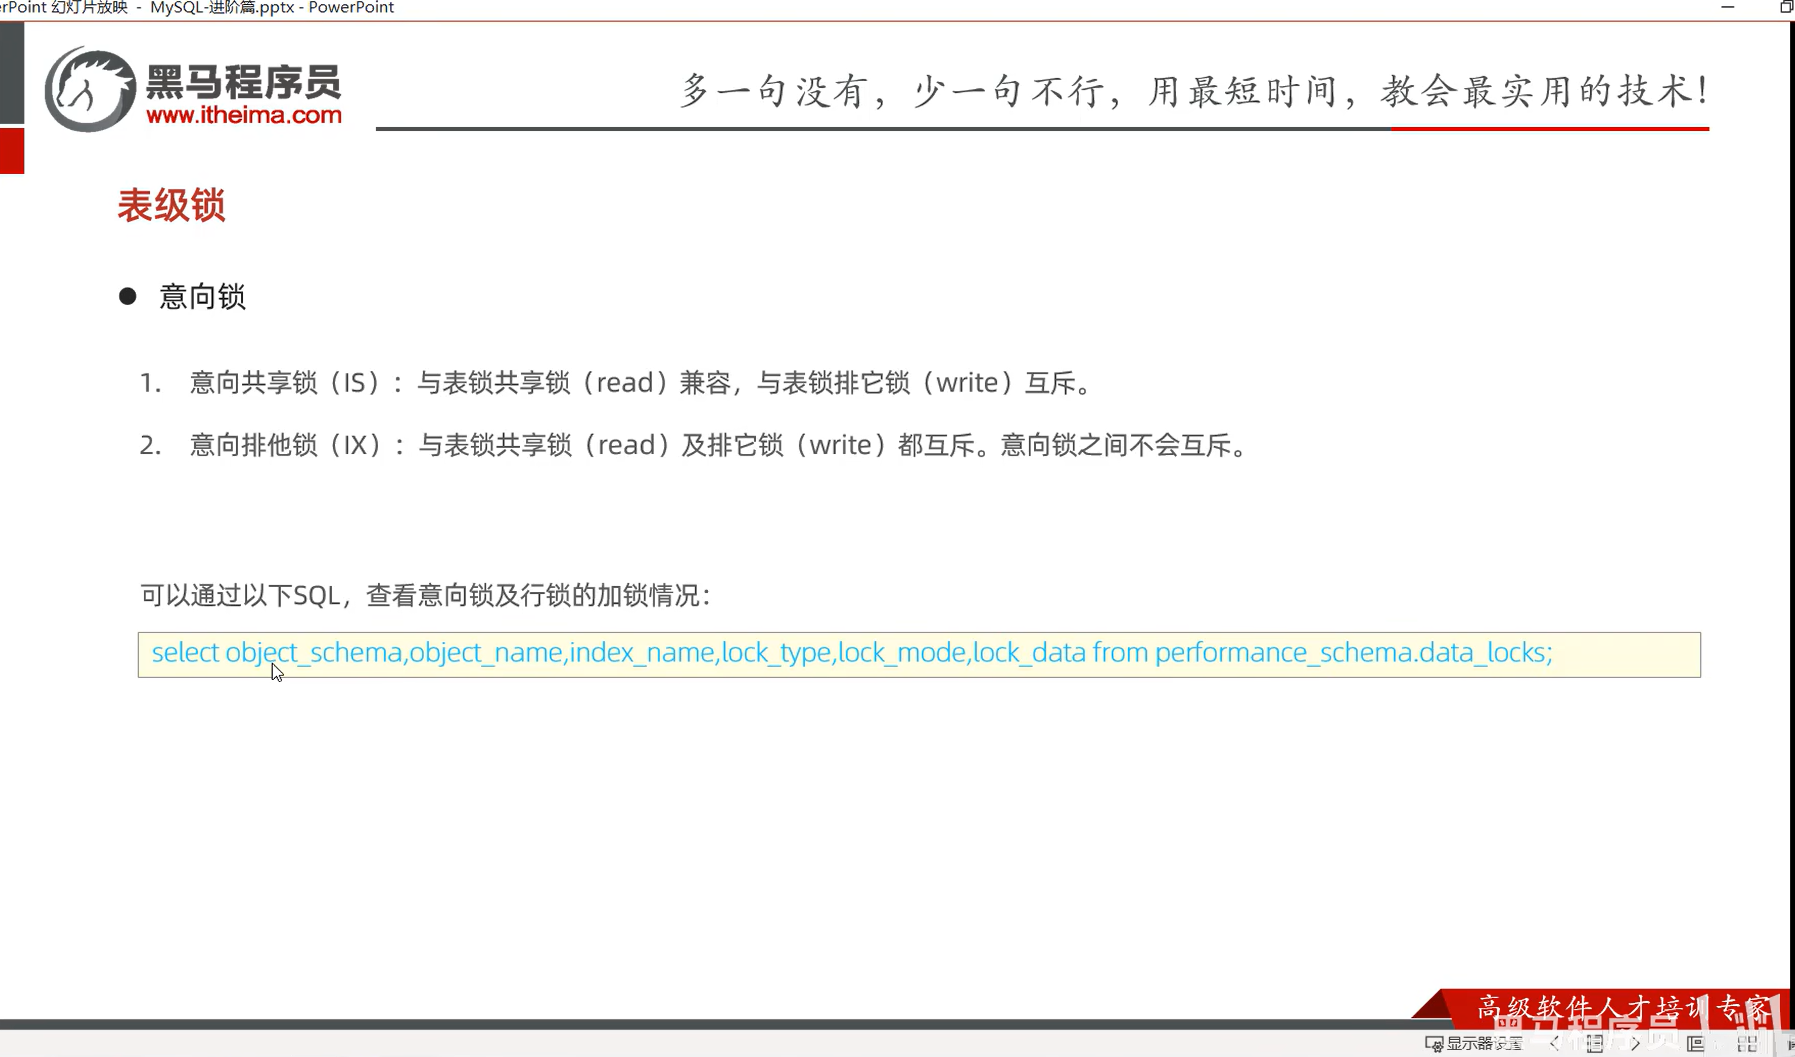 erPoint 幻灯片放映 - MySQL-进阶篇.pptx - PowerPoint
黑马程序员
www.itheima.com
多一句没有，少一句不行，用最短时间，教会最实用的技术！
表级锁
● 意向锁
1. 意向共享锁（IS）：与表锁共享锁（read）兼容，与表锁排它锁（write）互斥。
2. 意向排他锁（IX）：与表锁共享锁（read）及排它锁（write）都互斥。意向锁之间不会互斥。
可以通过以下SQL，查看意向锁及行锁的加锁情况：
select object_schema,object_name,index_name,lock_type,lock_mode,lock_data from performance_schema.data_locks;
高级软件人才培训专家
黑马程序员
显示器设置